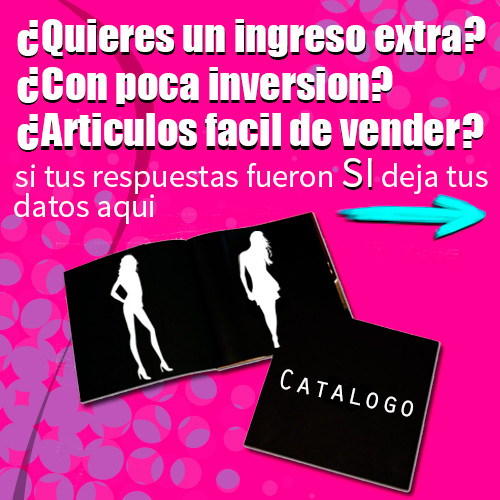 ¿Quieres un ingreso extra?
¿Con poca inversion?
¿Articulos facil de vender?
si tus respuestas fueron SI deja tus
datos aqui
CATALOGO